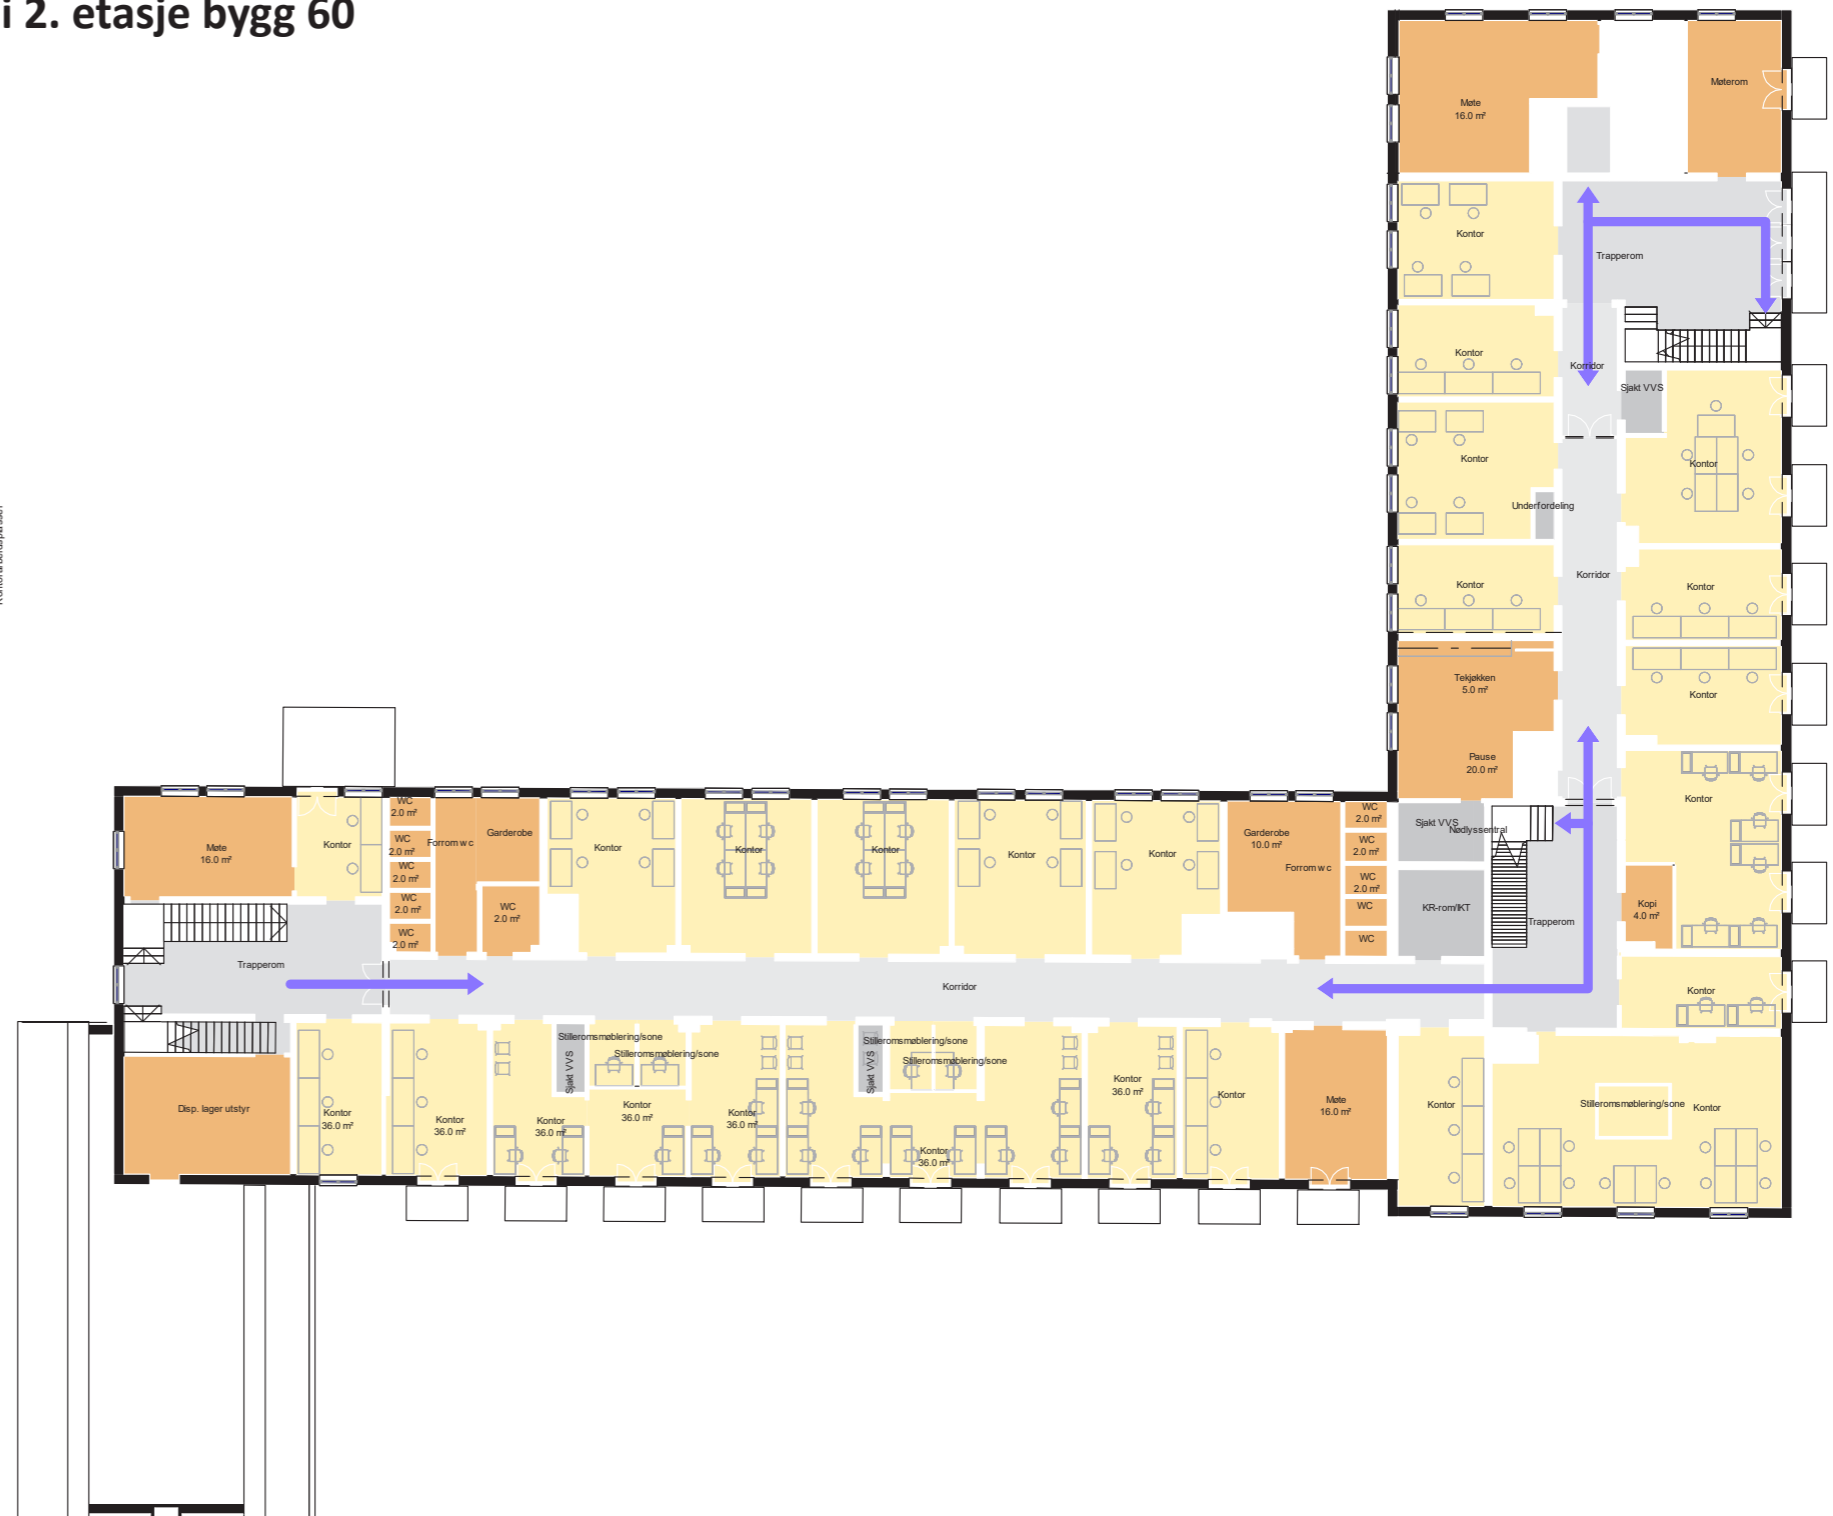 i 2. etasje bygg 60
Møte
16.0 m²
Møterom
Kontor
Trapperom
Kontor
Korridor
Sjakt VVS
Kontor
Kontor
Underfordeling
Korridor
Kontor
Kontor
Tekjøkken
5.0 m²
Kontor
Pause
20.0 m²
Kontor
Møte
16.0 m²
Kontor
WC
2.0 m²
WC
2.0 m²
WC
2.0 m²
WC
2.0 m²
WC
2.0 m²
Forrom wc
Garderobe
WC
2.0 m²
Kontor
Kontor
Kontor
Kontor
Kontor
Garderobe
10.0 m²
Forrom wc
WC
2.0 m²
WC
2.0 m²
WC
2.0 m²
WC
WC
Sjakt VVS
Nødlyssentral
KR-rom/IKT
Trapperom
Kopi
4.0 m²
Trapperom
Korridor
Kontor
Disp. lager utstyr
Kontor
36.0 m²
Kontor
36.0 m²
Kontor
36.0 m²
Sjakt VVS
Stilleromsmøblering/sone
Stilleromsmøblering/sone
Kontor
36.0 m²
Kontor
36.0 m²
Sjakt VVS
Stilleromsmøblering/sone
Stilleromsmøblering/sone
Kontor
36.0 m²
Kontor
36.0 m²
Kontor
Møte
16.0 m²
Kontor
Stilleromsmøblering/sone
Kontor